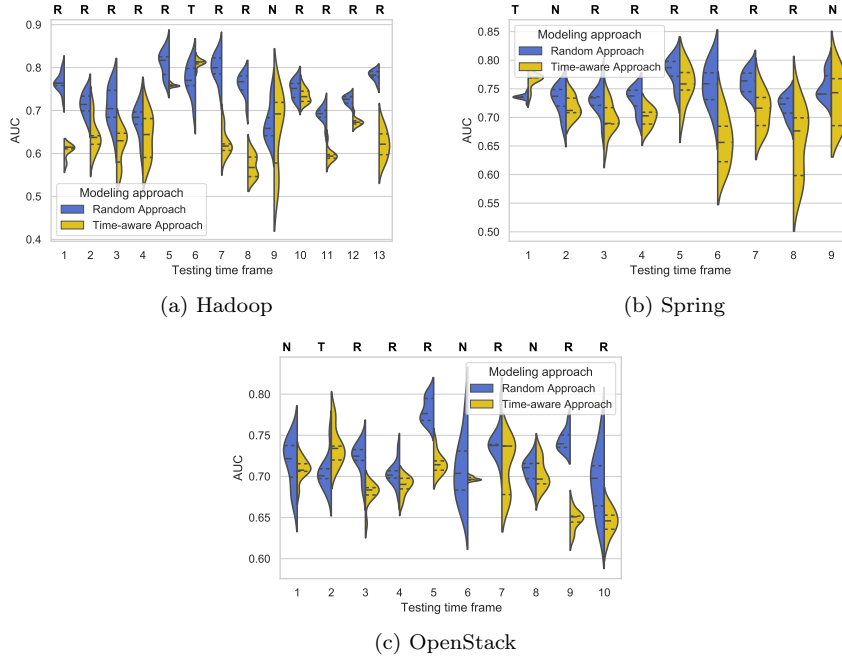 R R R R R T R R N R R R R
0.9
0.8
0.7
0.6
0.5
0.4
AUC
Modeling approach
Random Approach
Time-aware Approach
1 2 3 4 5 6 7 8 9 10 11 12 13
Testing time frame
(a) Hadoop
T N R R R R R R N
0.85
0.80
0.75
0.70
0.65
0.60
0.55
0.50
AUC
Modeling approach
Random Approach
Time-aware Approach
1 2 3 4 5 6 7 8 9
Testing time frame
(b) Spring
N T R R R N R N R R
0.80
0.75
0.70
0.65
0.60
AUC
Modeling approach
Random Approach
Time-aware Approach
1 2 3 4 5 6 7 8 9 10
Testing time frame
(c) OpenStack